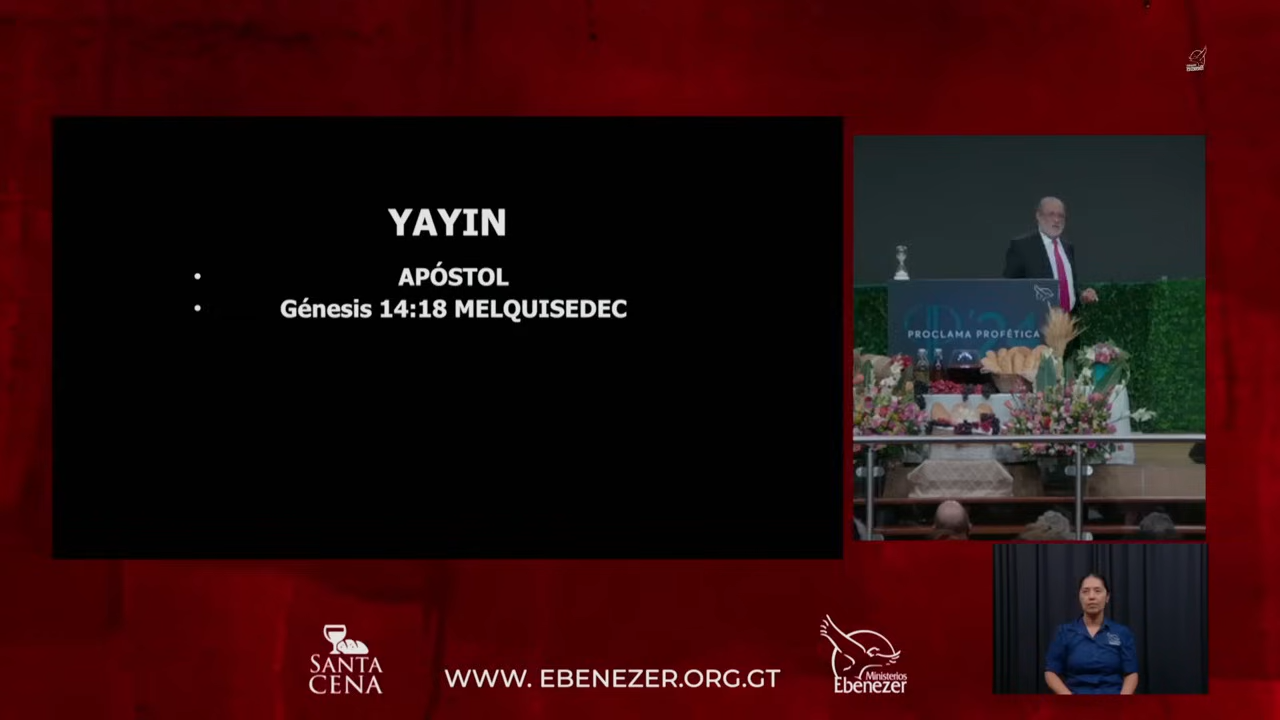 YAYIN
• APÓSTOL
• Génesis 14:18 MELQUISEDEC
PROCLAMA PROFÉTICA
SANTA
CENA
WWW. EBENEZER.ORG.GT
Ministerios
Ebenezer